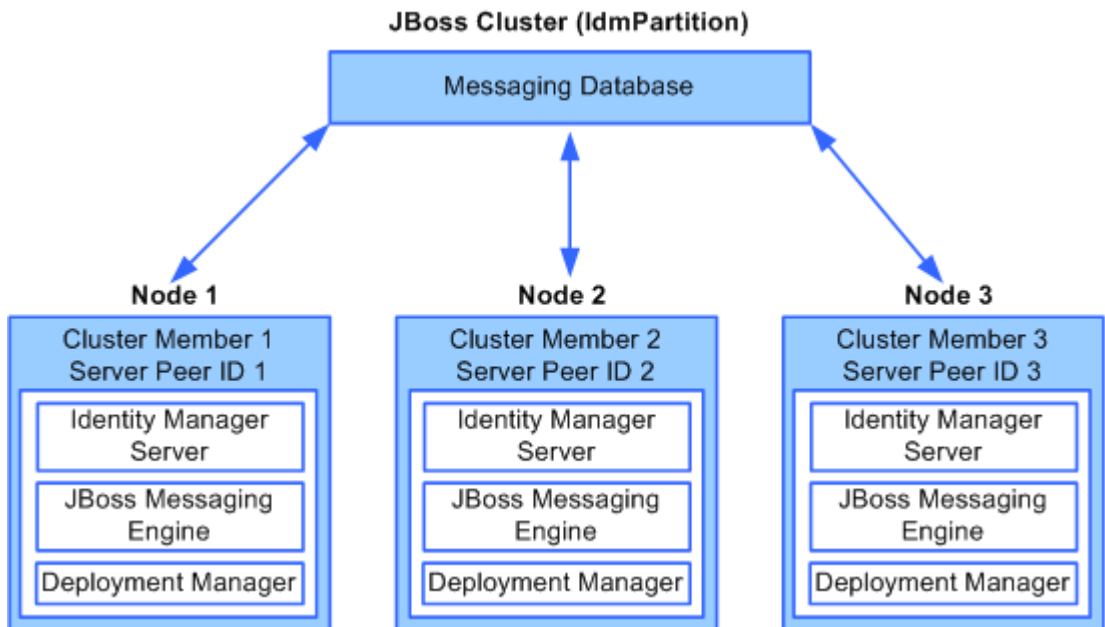 JBoss Cluster (IdmPartition)
Messaging Database
Node 1
Cluster Member 1
Server Peer ID 1
Identity Manager
Server
JBoss Messaging
Engine
Deployment Manager
Node 2
Cluster Member 2
Server Peer ID 2
Identity Manager
Server
JBoss Messaging
Engine
Deployment Manager
Node 3
Cluster Member 3
Server Peer ID 3
Identity Manager
Server
JBoss Messaging
Engine
Deployment Manager